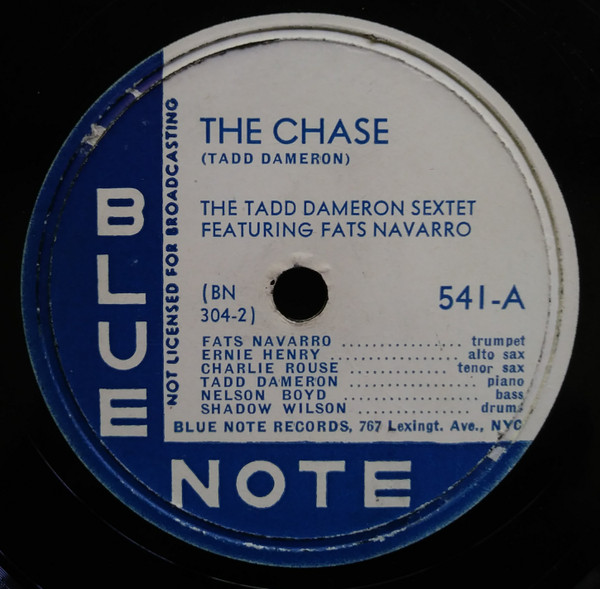 THE CHASE
(TADD DAMERON)
THE TADD DAMERON SEXTET
FEATURING FATS NAVARRO
(BN
304-2)
541-A
FATS NAVARRO .................... trumpet
ERNIE HENRY .................... alto sax
CHARLIE ROUSE .................... tenor sax
TADD DAMERON .................... piano
NELSON BOYD .................... bass
SHADOW WILSON .................... drums
BLUE NOTE RECORDS, 767 Lexingt. Ave., NYC
NOT LICENSED FOR BROADCASTING
BLUE
NOTE